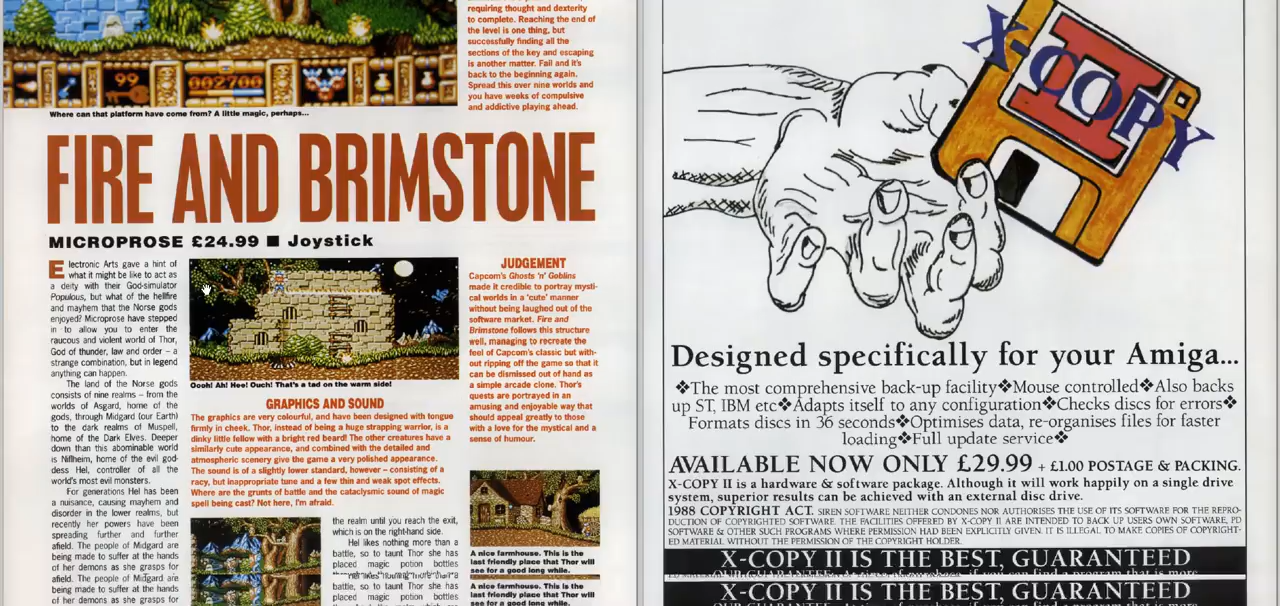 requiring thought and dexterity
to complete. Reaching the end of
the level is one thing, but
successfully finding all the
sections of the key and escaping
is another matter. Fail and it's
back to the beginning again.
Spread this over nine worlds and
you have weeks of compulsive
and addictive playing ahead.
99
002700
Where can that platform have come from? A little magic, perhaps...
FIRE AND BRIMSTONE
MICROPROSE £24.99 ■ Joystick
Electronic Arts gave a hint of
what it might be like to act as
a deity with their God-simulator
Populous, but what of the hellfire
and mayhem that the Norse gods
enjoyed? Microprose have stepped
in to allow you to enter the
raucous and violent world of Thor,
God of thunder, law and order – a
strange combination, but in legend
anything can happen.
The land of the Norse gods
consists of nine realms – from the
worlds of Asgard, home of the
gods, through Midgard (our Earth)
to the dark realms of Muspell,
home of the Dark Elves. Deeper
down than this abominable world
is Niflheim, home of the evil god-
dess Hel, controller of all the
world's most evil monsters.
For generations Hel has been
a nuisance, causing mayhem and
disorder in the lower realms, but
recently her powers have been
spreading further and further
afield. The people of Midgard are
being made to suffer at the hands
of her demons as she grasps for
afield. The people of Midgard are
being made to suffer at the hands
of her demons as she grasps for
Oooh! Ah! Hee! Ouch! That's a tad on the warm side!
GRAPHICS AND SOUND
The graphics are very colourful, and have been designed with tongue
firmly in cheek. Thor, instead of being a huge strapping warrior, is a
dinky little fellow with a bright red beard! The other creatures have a
similarly cute appearance, and combined with the detailed and
atmospheric scenery give the game a very polished appearance.
The sound is of a slightly lower standard, however – consisting of a
racy, but inappropriate tune and a few thin and weak spot effects.
Where are the grunts of battle and the cataclysmic sound of magic
spell being cast? Not here, I'm afraid.
the realm until you reach the exit,
which is on the right-hand side.
Hel likes nothing more than a
battle, so to taunt Thor she has
placed magic potion bottles
battle, so to taunt Thor she has
placed magic potion bottles
JUDGEMENT
Capcom's Ghosts 'n' Goblins
made it credible to portray mysti-
cal worlds in a 'cute' manner
without being laughed out of the
software market. Fire and
Brimstone follows this structure
well, managing to recreate the
feel of Capcom's classic but with-
out ripping off the game so that it
can be dismissed out of hand as
a simple arcade clone. Thor's
quests are portrayed in an
amusing and enjoyable way that
should appeal greatly to those
with a love for the mystical and a
sense of humour.
A nice farmhouse. This is the
last friendly place that Thor will
see for a good long while.
A nice farmhouse. This is the
last friendly place that Thor will
see for a good long while.
X-COPY II
Designed specifically for your Amiga...
❖The most comprehensive back-up facility❖Mouse controlled❖Also backs
up ST, IBM etc❖Adapts itself to any configuration❖Checks discs for errors❖
Formats discs in 36 seconds❖Optimises data, re-organises files for faster
loading❖Full update service❖
AVAILABLE NOW ONLY £29.99 + £1.00 POSTAGE & PACKING.
X-COPY II is a hardware & software package. Although it will work happily on a single drive
system, superior results can be achieved with an external disc drive.
1988 COPYRIGHT ACT. SIREN SOFTWARE NEITHER CONDONES NOR AUTHORISES THE USE OF ITS SOFTWARE FOR THE REPRO-
DUCTION OF COPYRIGHTED SOFTWARE. THE FACILITIES OFFERED BY X-COPY II ARE INTENDED TO BACK UP USERS OWN SOFTWARE, PD
SOFTWARE & OTHER SUCH PROGRAMS WHERE PERMISSION HAD BEEN EXPLICITLY GIVEN. IT IS ILLEGAL TO MAKE COPIES OF COPYRIGHT-
ED MATERIAL WITHOUT THE PERMISSION OF THE COPYRIGHT HOLDER.
X-COPY II IS THE BEST, GUARANTEED
X-COPY II IS THE BEST, GUARANTEED